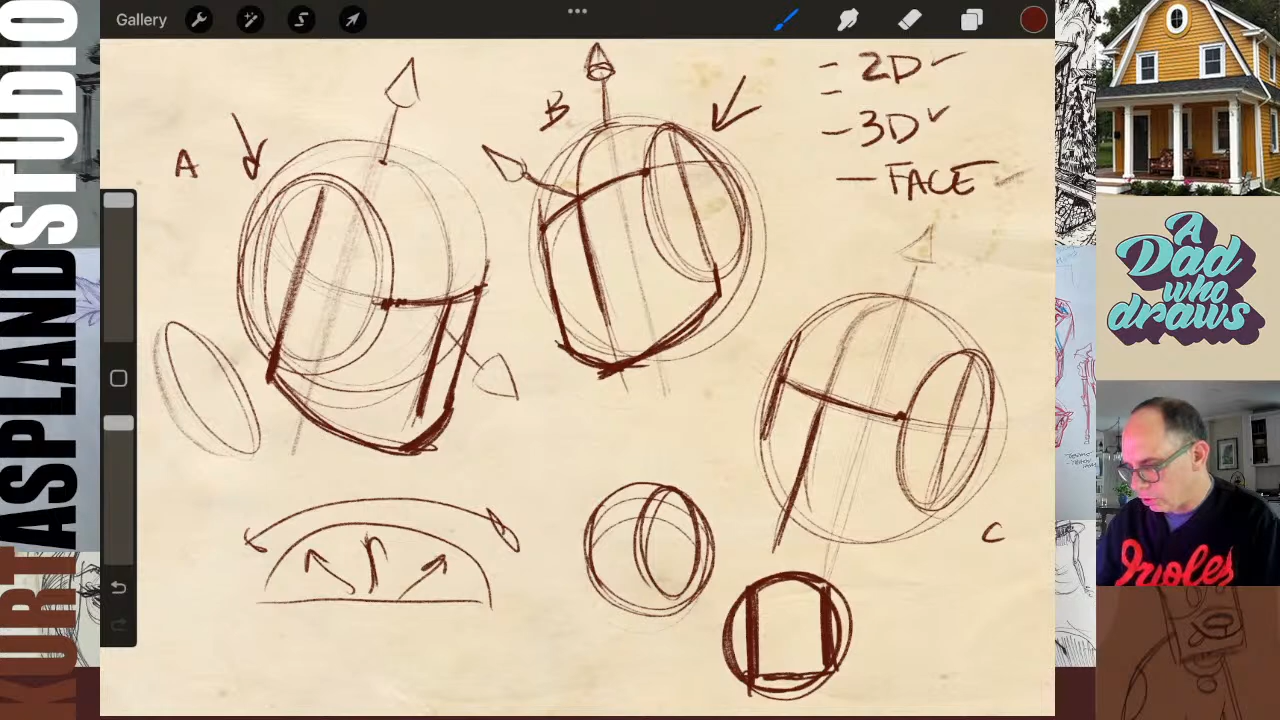 KURT ASPLAND STUDIO
Gallery
A
B
- 2D ✓
- 3D ✓
- FACE ✓
C
A
Dad
who
draws
Orioles